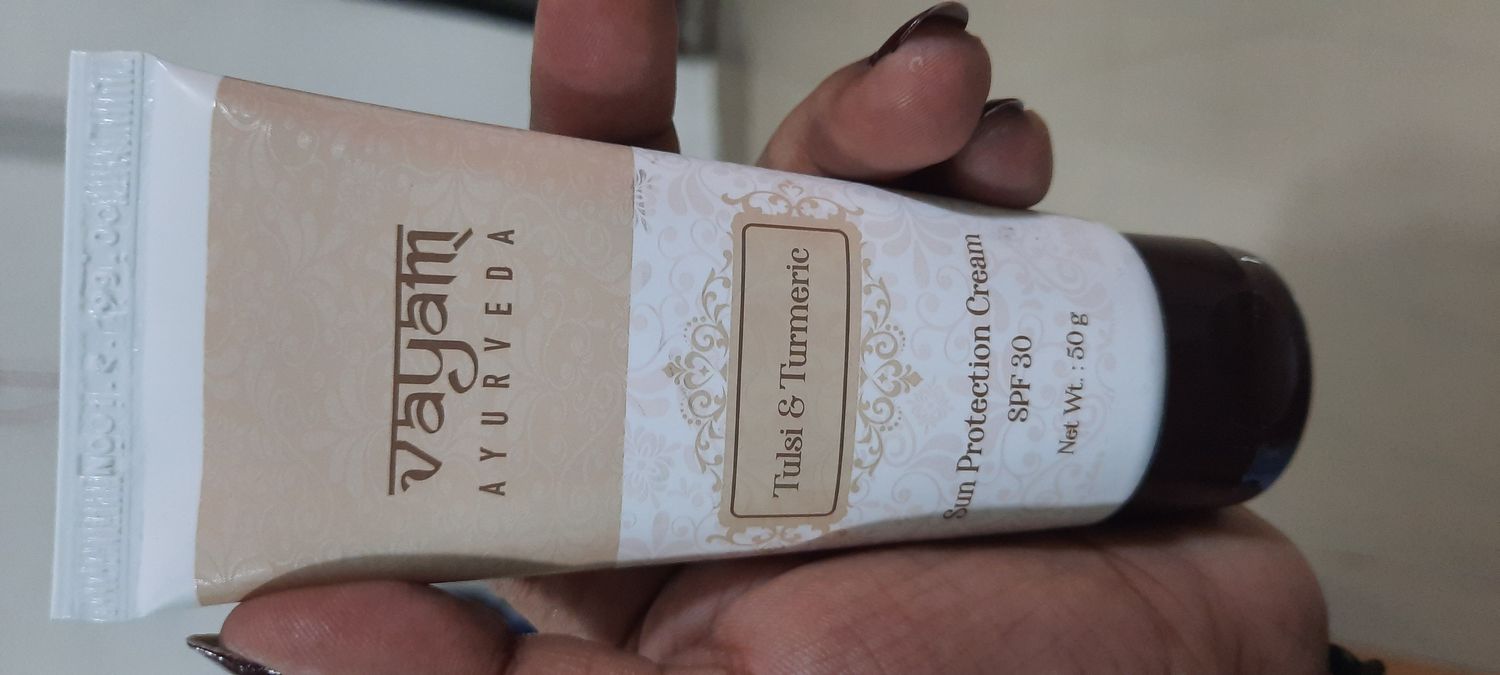 vayam
AYURVEDA
Tulsi & Turmeric
Sun Protection Cream
SPF 30
Net Wt. : 50 g